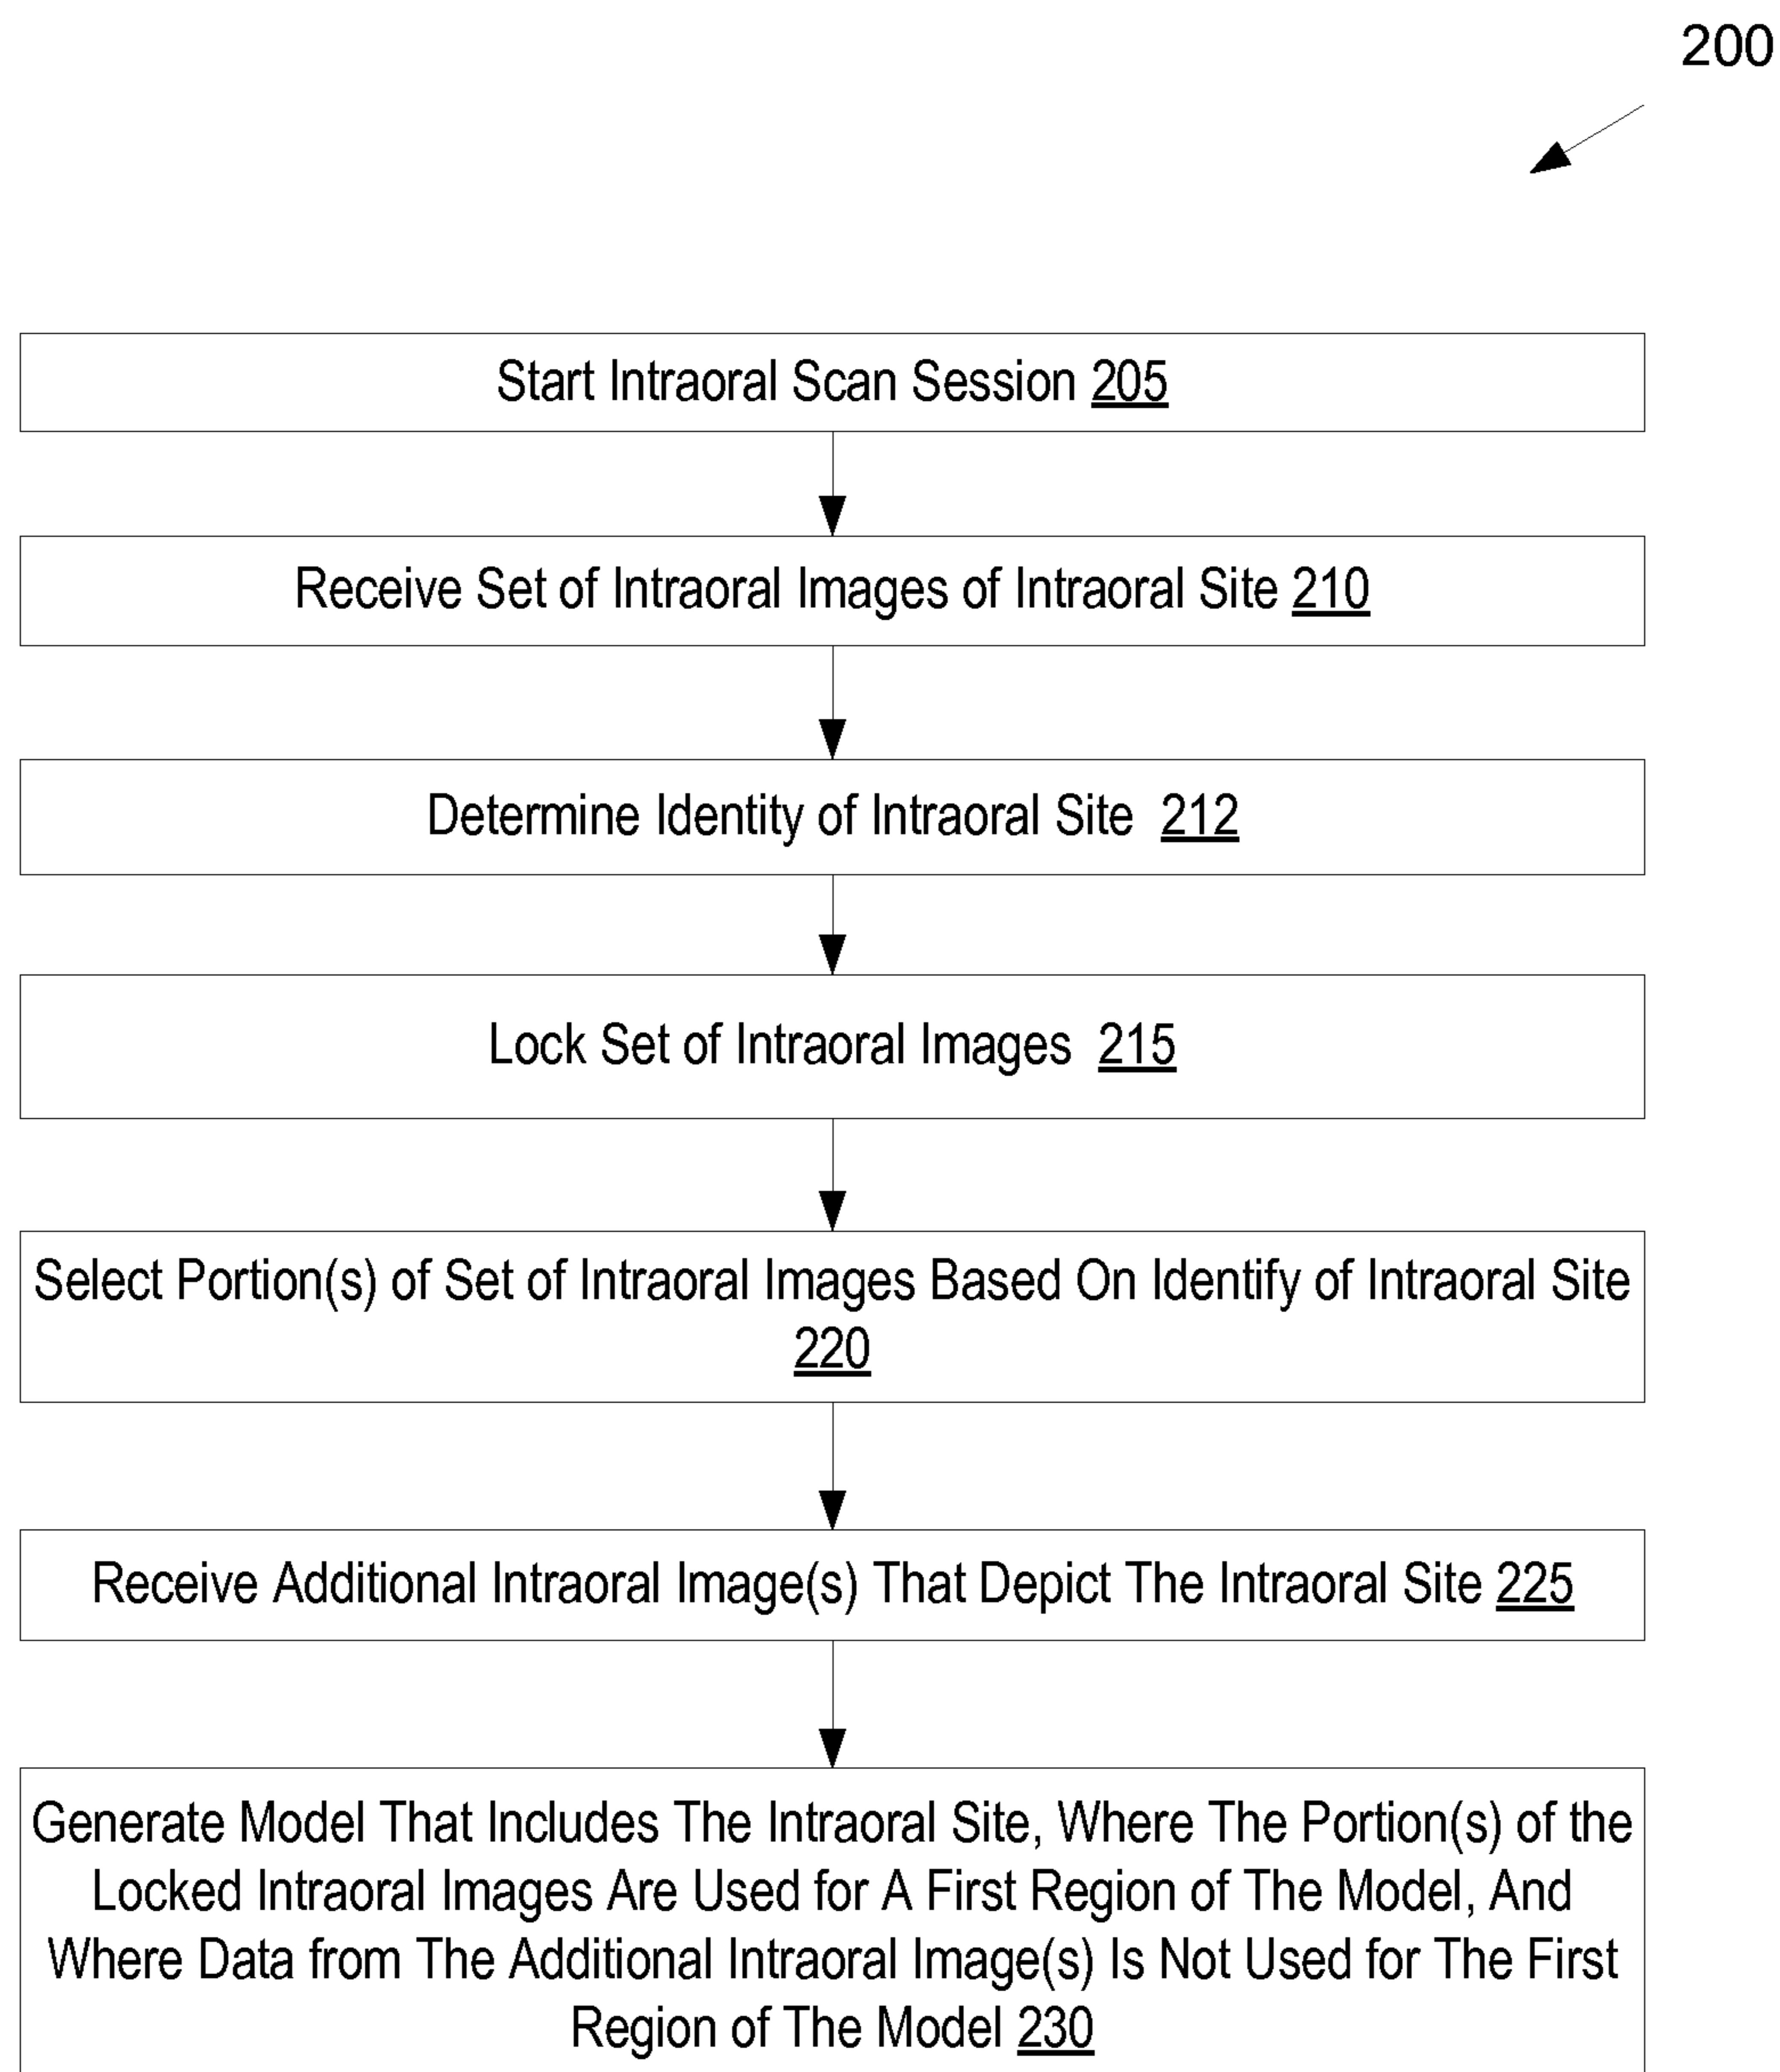 200
Start Intraoral Scan Session 205
Receive Set of Intraoral Images of Intraoral Site 210
Determine Identity of Intraoral Site 212
Lock Set of Intraoral Images 215
Select Portion(s) of Set of Intraoral Images Based On Identify of Intraoral Site
220
Receive Additional Intraoral Image(s) That Depict The Intraoral Site 225
Generate Model That Includes The Intraoral Site, Where The Portion(s) of the
Locked Intraoral Images Are Used for A First Region of The Model, And
Where Data from The Additional Intraoral Image(s) Is Not Used for The First
Region of The Model 230